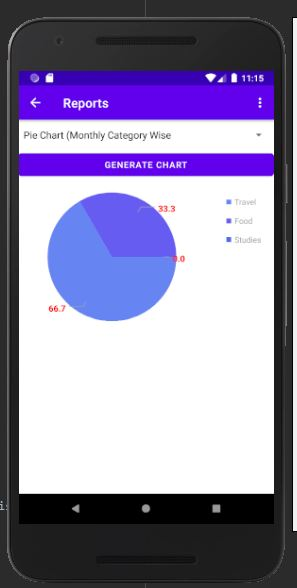 11:15
Reports
Pie Chart (Monthly Category Wise
GENERATE CHART
33.3
Travel
Food
Studies
0.0
66.7